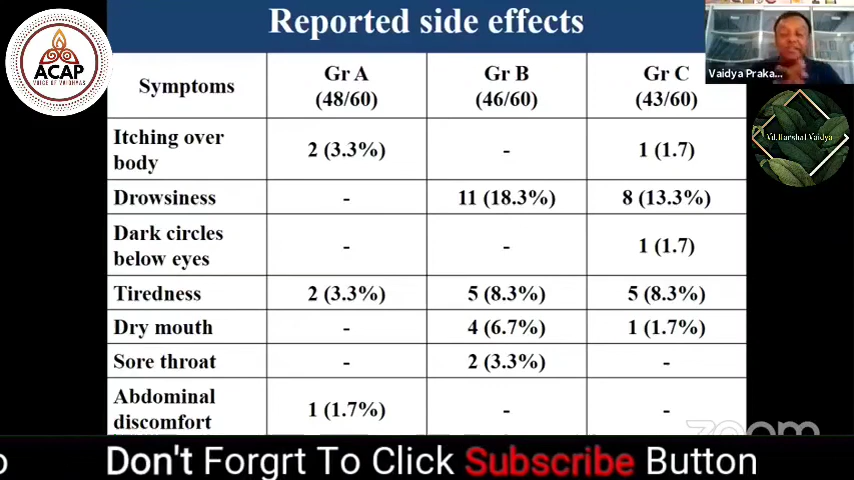 Reported side effects
ACAP
VOICE OF VAIDHYAS
Vaidya Praka...
Vd.Harshal Vaidya
Symptoms
Gr A
(48/60)
Gr B
(46/60)
Gr C
(43/60)
Itching over
body
2 (3.3%)
-
1 (1.7)
Drowsiness
-
11 (18.3%)
8 (13.3%)
Dark circles
below eyes
-
-
1 (1.7)
Tiredness
2 (3.3%)
5 (8.3%)
5 (8.3%)
Dry mouth
-
4 (6.7%)
1 (1.7%)
Sore throat
-
2 (3.3%)
-
Abdominal
discomfort
1 (1.7%)
-
-
zoom
o Don't Forgrt To Click Subscribe Button